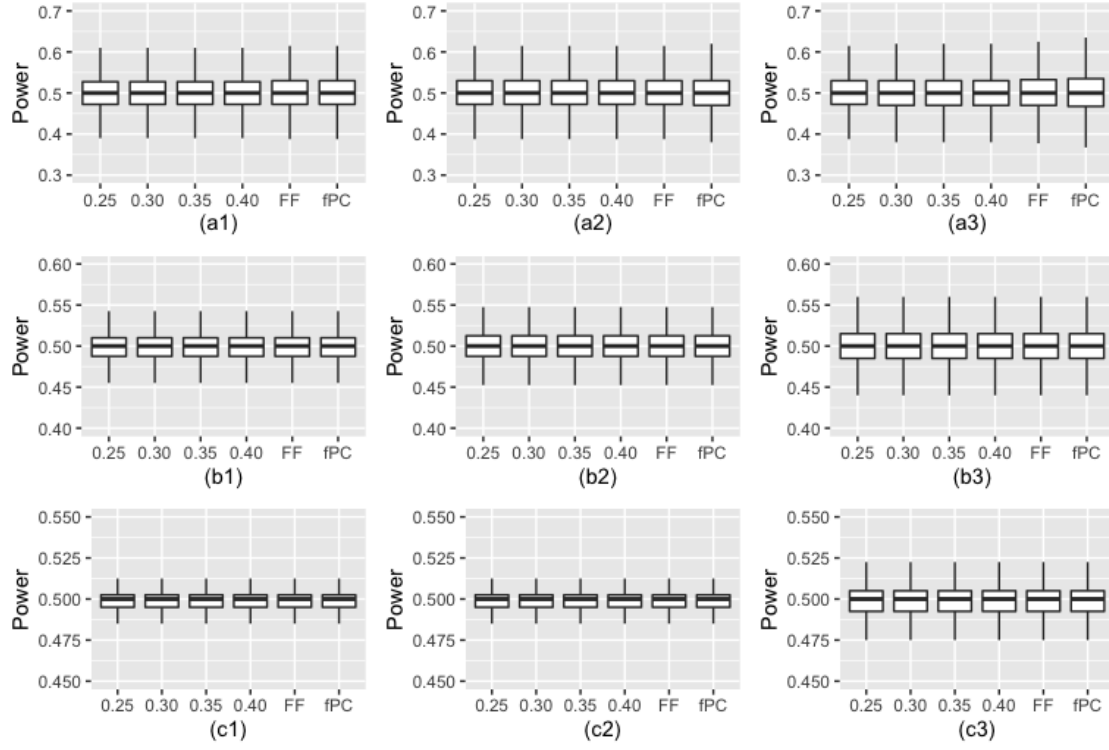 0.7 0.7 0.7
0.6 0.6 0.6
0.5 0.5 0.5
0.4 0.4 0.4
0.3 0.3 0.3
Power Power Power
0.25 0.30 0.35 0.40 FF fPC 0.25 0.30 0.35 0.40 FF fPC 0.25 0.30 0.35 0.40 FF fPC
(a1) (a2) (a3)
0.60 0.60 0.60
0.55 0.55 0.55
0.50 0.50 0.50
0.45 0.45 0.45
0.40 0.40 0.40
Power Power Power
0.25 0.30 0.35 0.40 FF fPC 0.25 0.30 0.35 0.40 FF fPC 0.25 0.30 0.35 0.40 FF fPC
(b1) (b2) (b3)
0.550 0.550 0.550
0.525 0.525 0.525
0.500 0.500 0.500
0.475 0.475 0.475
0.450 0.450 0.450
Power Power Power
0.25 0.30 0.35 0.40 FF fPC 0.25 0.30 0.35 0.40 FF fPC 0.25 0.30 0.35 0.40 FF fPC
(c1) (c2) (c3)